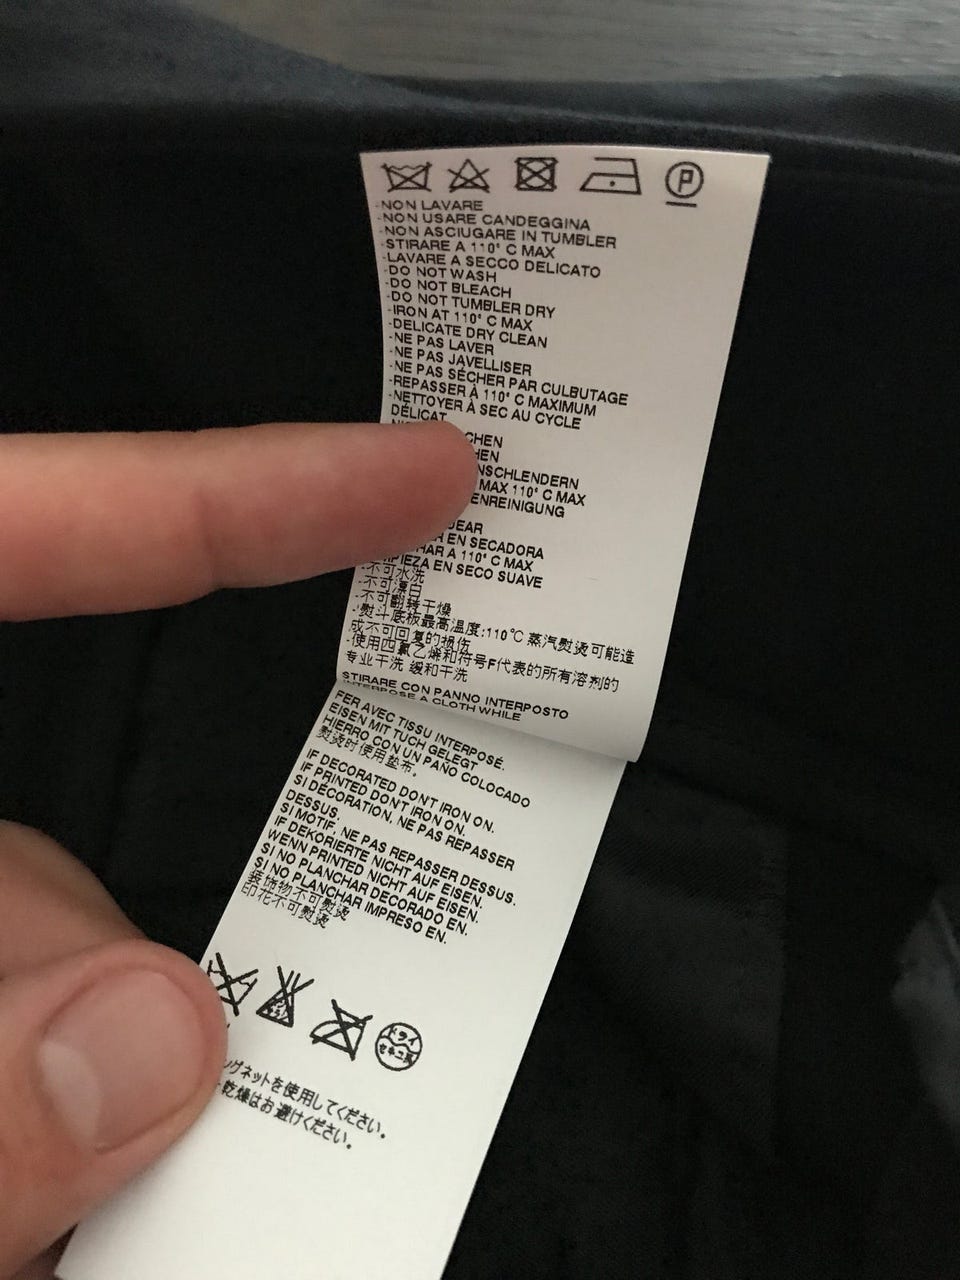 P
-NON LAVARE
-NON USARE CANDEGGINA
-NON ASCIUGARE IN TUMBLER
-STIRARE A 110° C MAX
-LAVARE A SECCO DELICATO
-DO NOT WASH
-DO NOT BLEACH
-DO NOT TUMBLER DRY
-IRON AT 110° C MAX
-DELICATE DRY CLEAN
-NE PAS LAVER
-NE PAS JAVELLISER
-NE PAS SÉCHER PAR CULBUTAGE
-REPASSER À 110° C MAXIMUM
-NETTOYER À SEC AU CYCLE
DÉLICAT
CHEN
HEN
NSCHLENDERN
MAX 110° C MAX
ENREINIGUNG
UEAR
EN SECADORA
HAR A 110° C MAX
PIEZA EN SECO SUAVE
-不可水洗
-不可漂白
-不可翻转干燥
-熨斗底板最高温度:110℃ 蒸汽熨烫可能造
成不可回复的损伤
-使用四氯乙烯和符号F代表的所有溶剂的
专业干洗 缓和干洗
STIRARE CON PANNO INTERPOSTO
INTERPOSE A CLOTH WHILE
FER AVEC TISSU INTERPOSÉ.
EISEN MIT TUCH GELEGT
HIERRO CON UN PAÑO COLOCADO
熨烫时使用垫布。
IF DECORATED DON'T IRON ON.
IF PRINTED DON'T IRON ON.
SI DÉCORATION. NE PAS REPASSER
DESSUS.
SI MOTIF. NE PAS REPASSER DESSUS.
IF DEKORIERTE NICHT AUF EISEN.
WENN PRINTED NICHT AUF EISEN.
SI NO PLANCHAR DECORADO EN.
SI NO PLANCHAR IMPRESO EN.
装饰物不可熨烫
印花不可熨烫
ドライ
セキユ系
グネットを使用してください。
乾燥はお避けください。